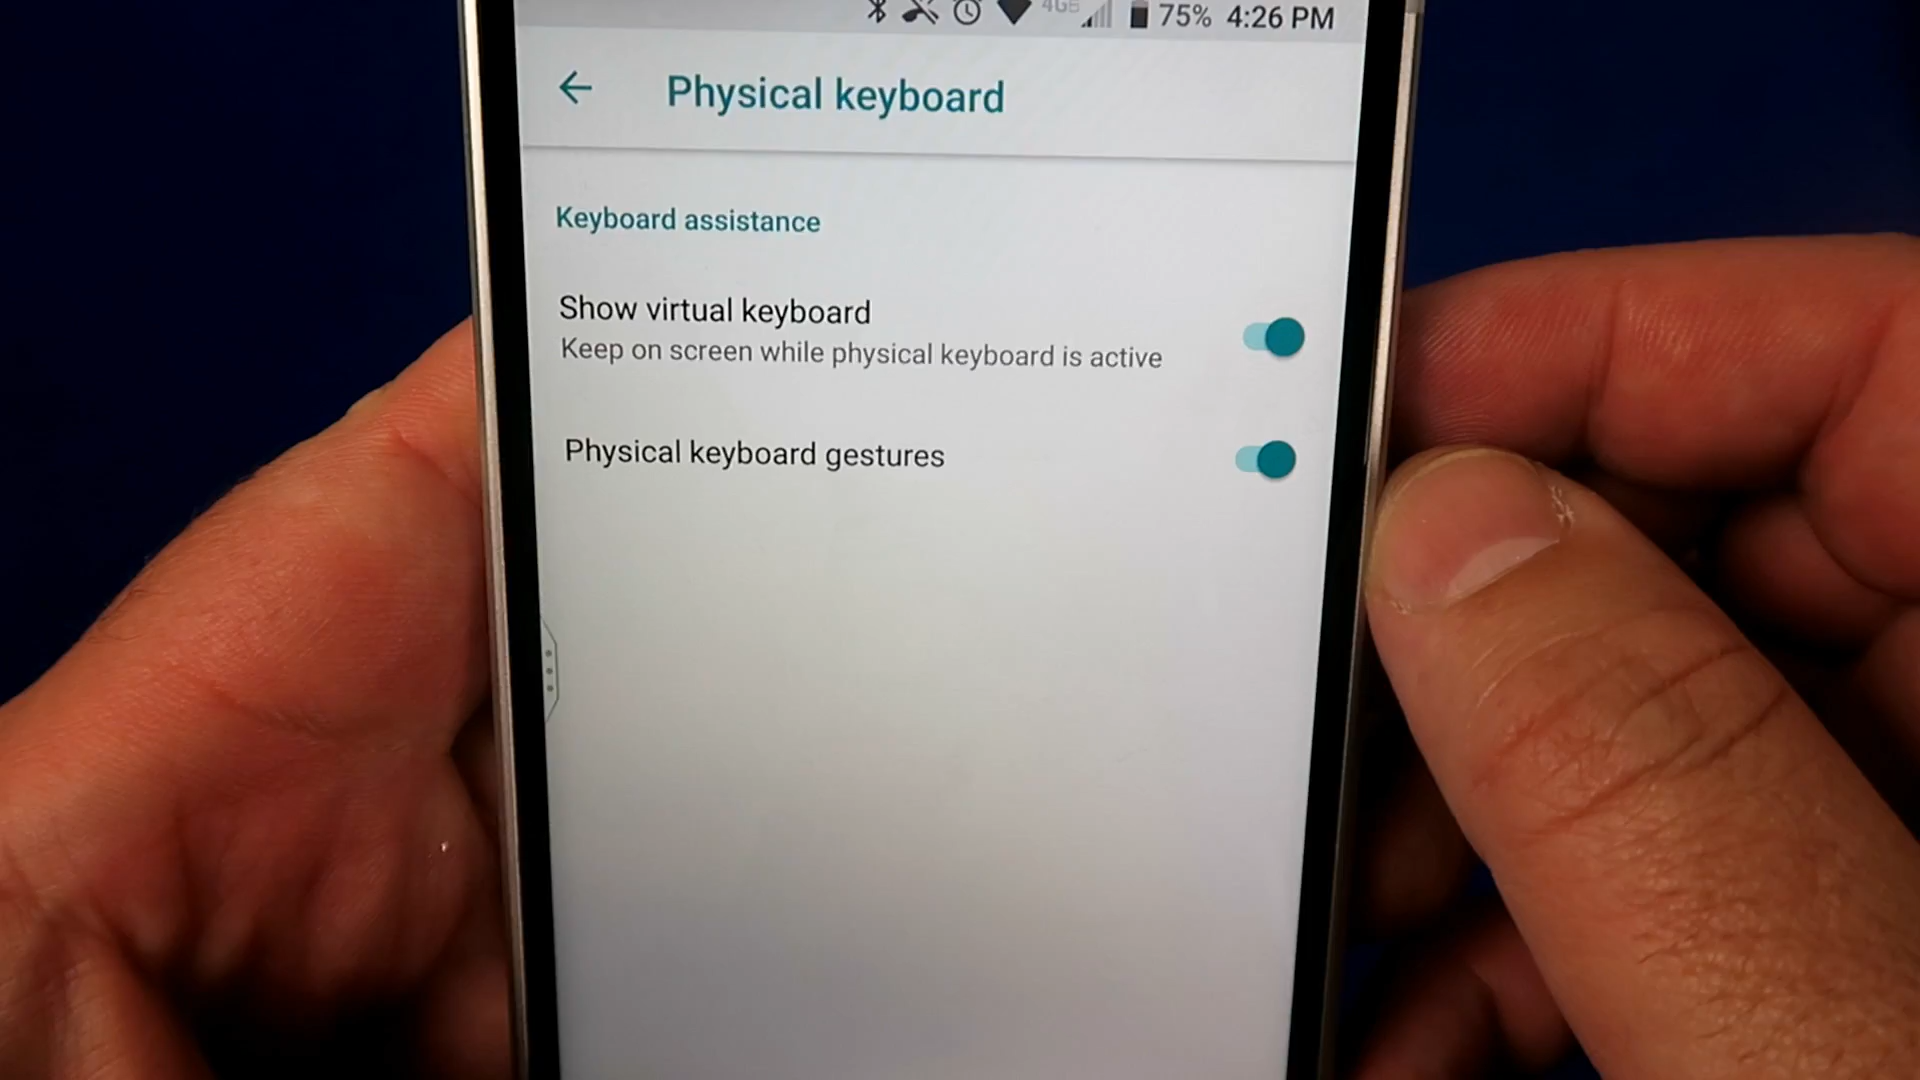 75% 4:26 PM
Physical keyboard
Keyboard assistance
Show virtual keyboard
Keep on screen while physical keyboard is active
Physical keyboard gestures